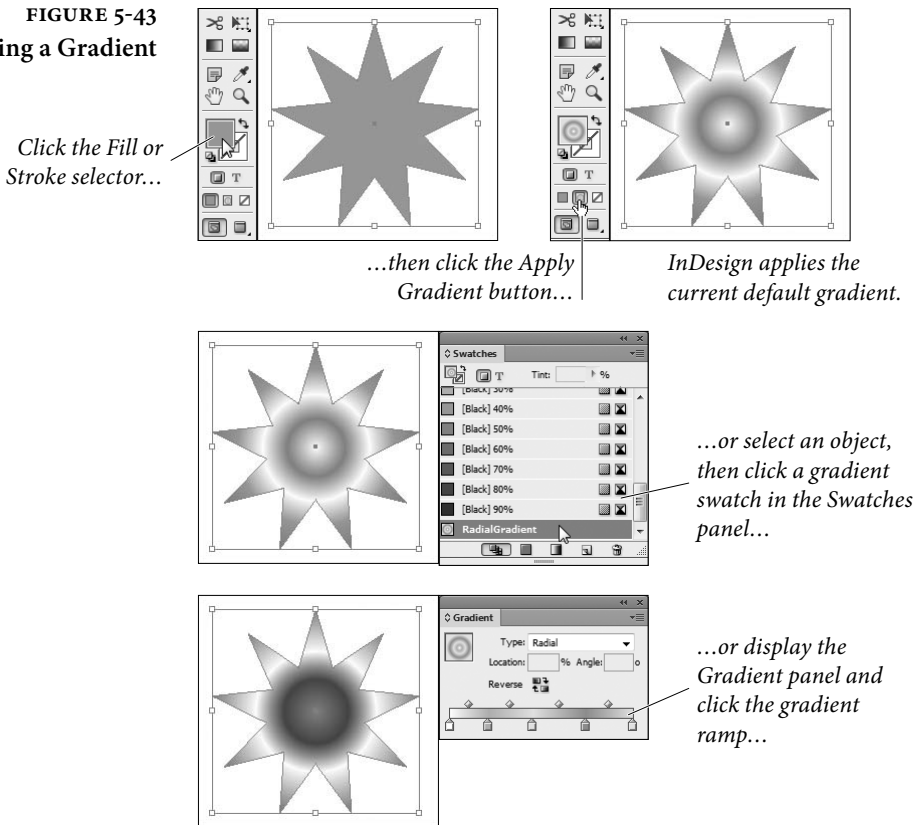 FIGURE 5-43
ing a Gradient
Click the Fill or
Stroke selector…
T
T
…then click the Apply
Gradient button…
InDesign applies the
current default gradient.
Swatches
T
Tint:
%
[Black] 30%
[Black] 40%
[Black] 50%
[Black] 60%
[Black] 70%
[Black] 80%
[Black] 90%
RadialGradient
…or select an object,
then click a gradient
swatch in the Swatches
panel…
Gradient
Type: Radial
Location: % Angle: °
Reverse
…or display the
Gradient panel and
click the gradient
ramp…